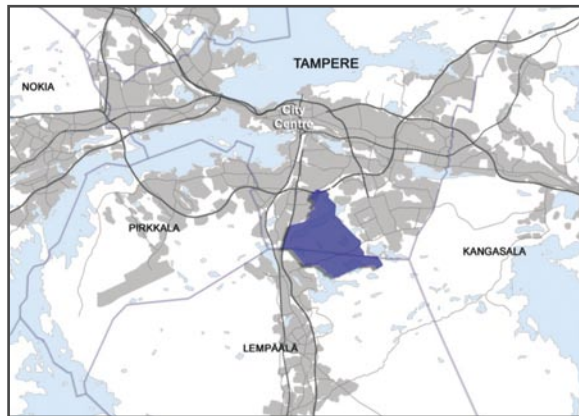 TAMPERE
NOKIA
City
Centre
PIRKKALA
KANGASALA
LEMPÄÄLÄ